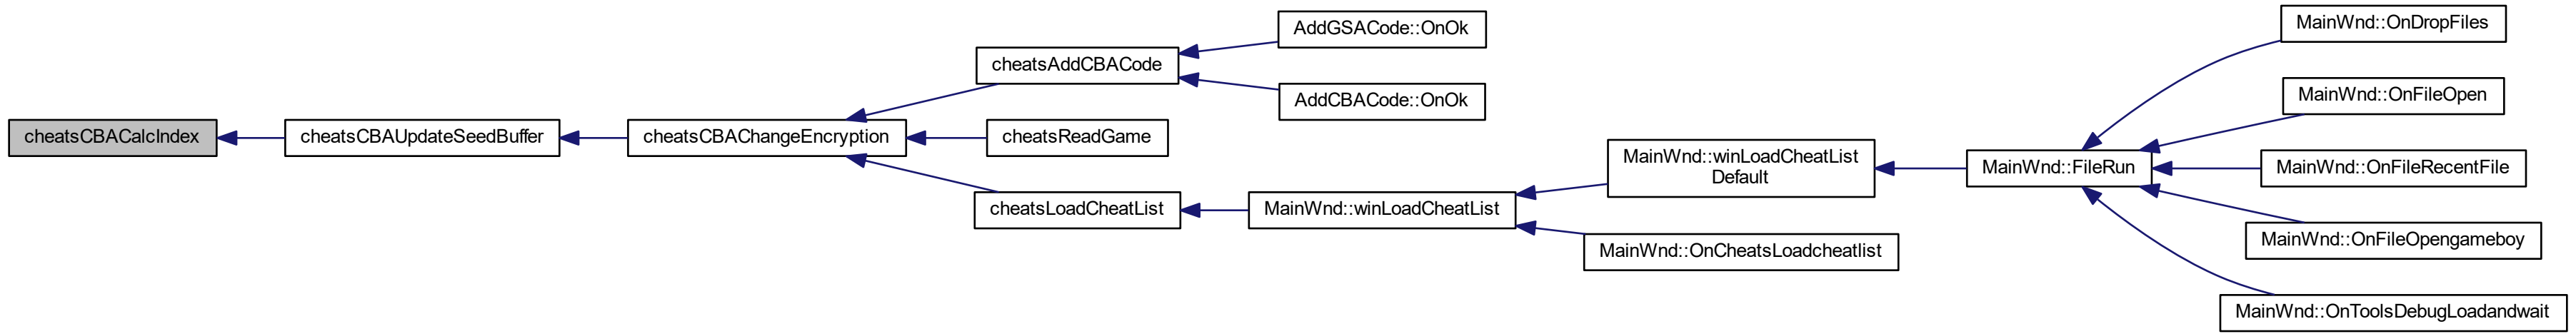 cheatsCBACalcIndex
cheatsCBAUpdateSeedBuffer
cheatsCBAChangeEncryption
cheatsAddCBACode
AddGSACode::OnOk
AddCBACode::OnOk
cheatsReadGame
cheatsLoadCheatList
MainWnd::winLoadCheatList
MainWnd::winLoadCheatList
Default
MainWnd::FileRun
MainWnd::OnDropFiles
MainWnd::OnFileOpen
MainWnd::OnFileRecentFile
MainWnd::OnFileOpengameboy
MainWnd::OnToolsDebugLoadandwait
MainWnd::OnCheatsLoadcheatlist